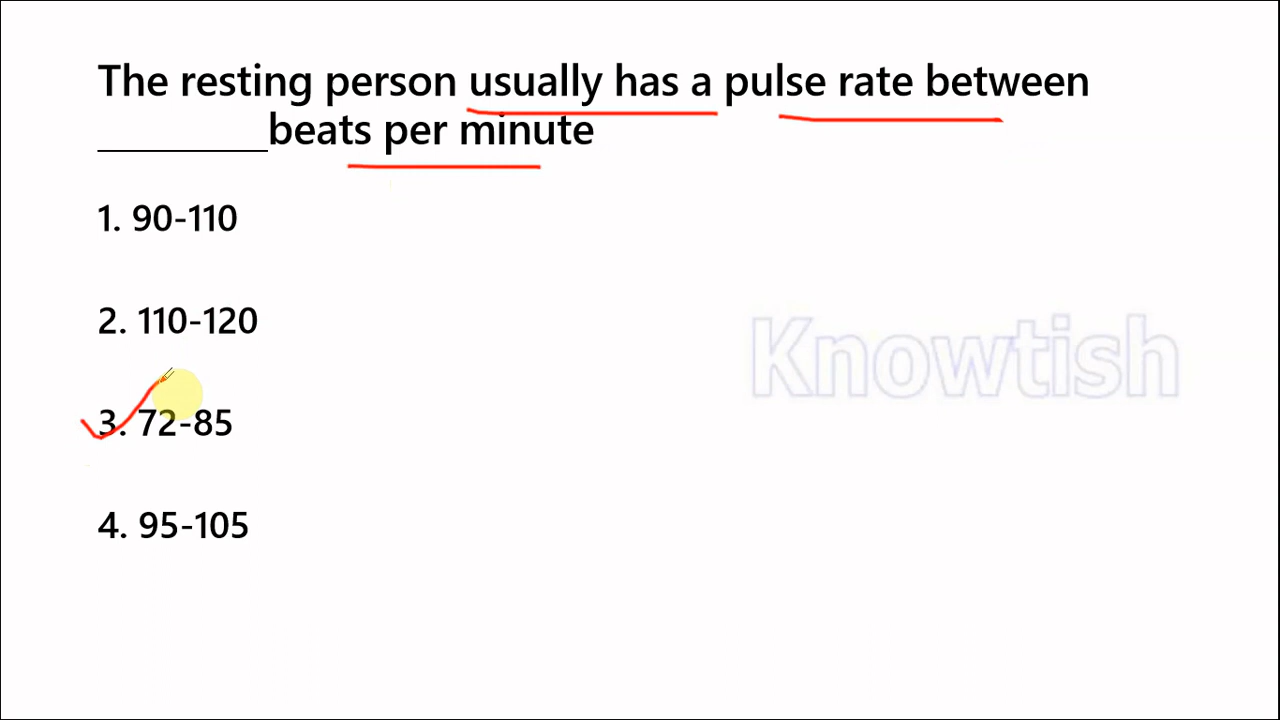 The resting person usually has a pulse rate between
_________beats per minute
1. 90-110
2. 110-120
Knowtish
3. 72-85
4. 95-105